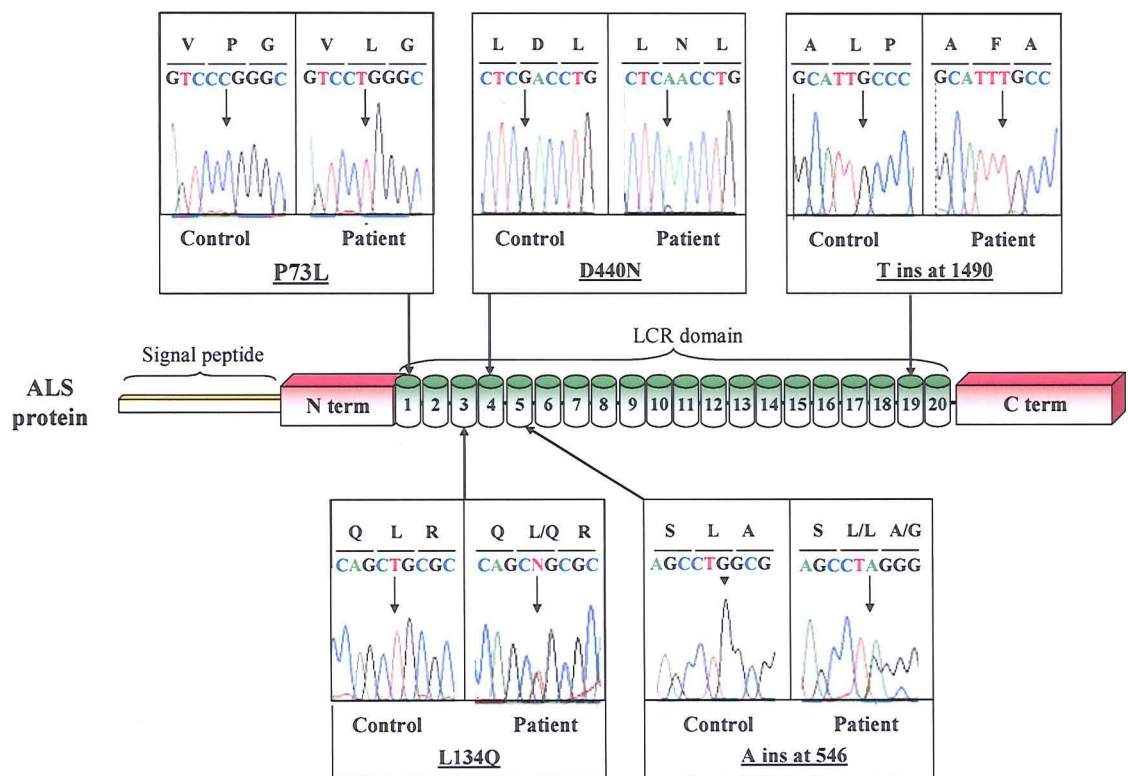 V P G
GTCCCGGGC
V L G
GTCCTGGGC
Control
Patient
P73L
L D L
CTCGACCTG
L N L
CTCAACCTG
Control
Patient
D440N
A L P
GCATTGCCC
A F A
GCATTTGCC
Control
Patient
T ins at 1490
Signal peptide
LCR domain
ALS
protein
N term
1 2 3 4 5 6 7 8 9 10 11 12 13 14 15 16 17 18 19 20
C term
Q L R
CAGCTGCGC
Q L/Q R
CAGCNGCGC
Control
Patient
L134Q
S L A
AGCCTGGCG
S L/L A/G
AGCCTAGGG
Control
Patient
A ins at 546